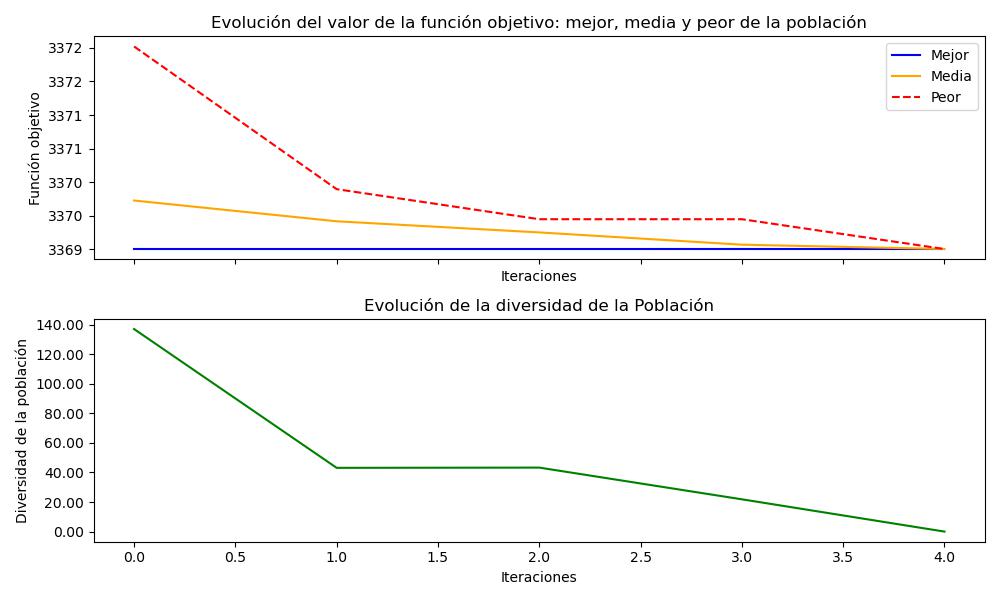 Evolución del valor de la función objetivo: mejor, media y peor de la población
3372
3372
3371
3371
3370
3370
3369
Función objetivo
Mejor
Media
Peor
Iteraciones
Evolución de la diversidad de la Población
140.00
120.00
100.00
80.00
60.00
40.00
20.00
0.00
Diversidad de la población
0.0 0.5 1.0 1.5 2.0 2.5 3.0 3.5 4.0
Iteraciones